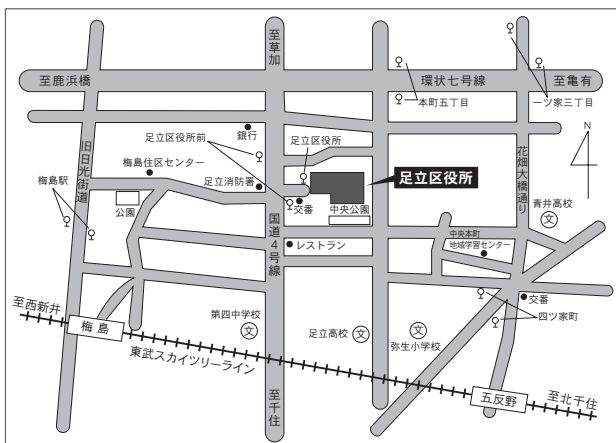 至草加
至鹿浜橋
環状七号線
至亀有
本町五丁目
一ツ家三丁目
銀行
足立区役所前
足立区役所
N
旧日光街道
梅島住区センター
足立消防署
足立区役所
花畑大橋通り
梅島駅
公園
交番
中央公園
青井高校
文
国道4号線
レストラン
中央本町
地域学習センター
至西新井
梅島
第四中学校
文
足立高校
文
文
弥生小学校
交番
四ツ家町
東武スカイツリーライン
至千住
五反野
至北千住